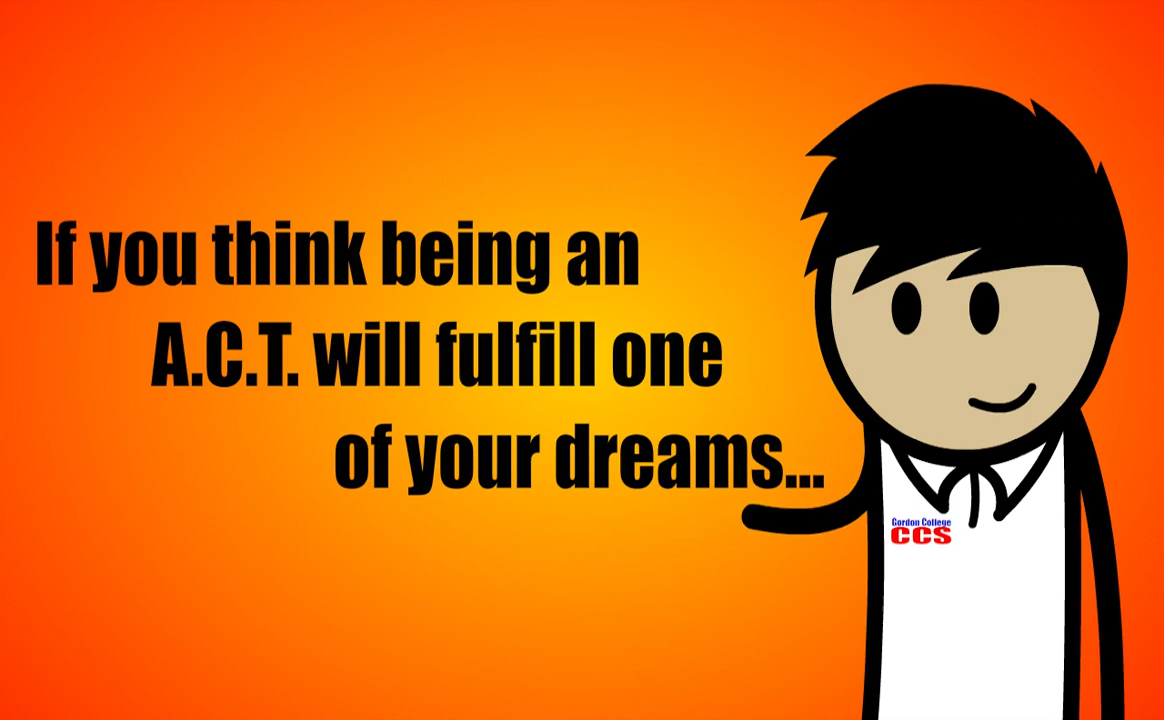 If you think being an
A.C.T. will fulfill one
of your dreams...
Gordon College
CCS